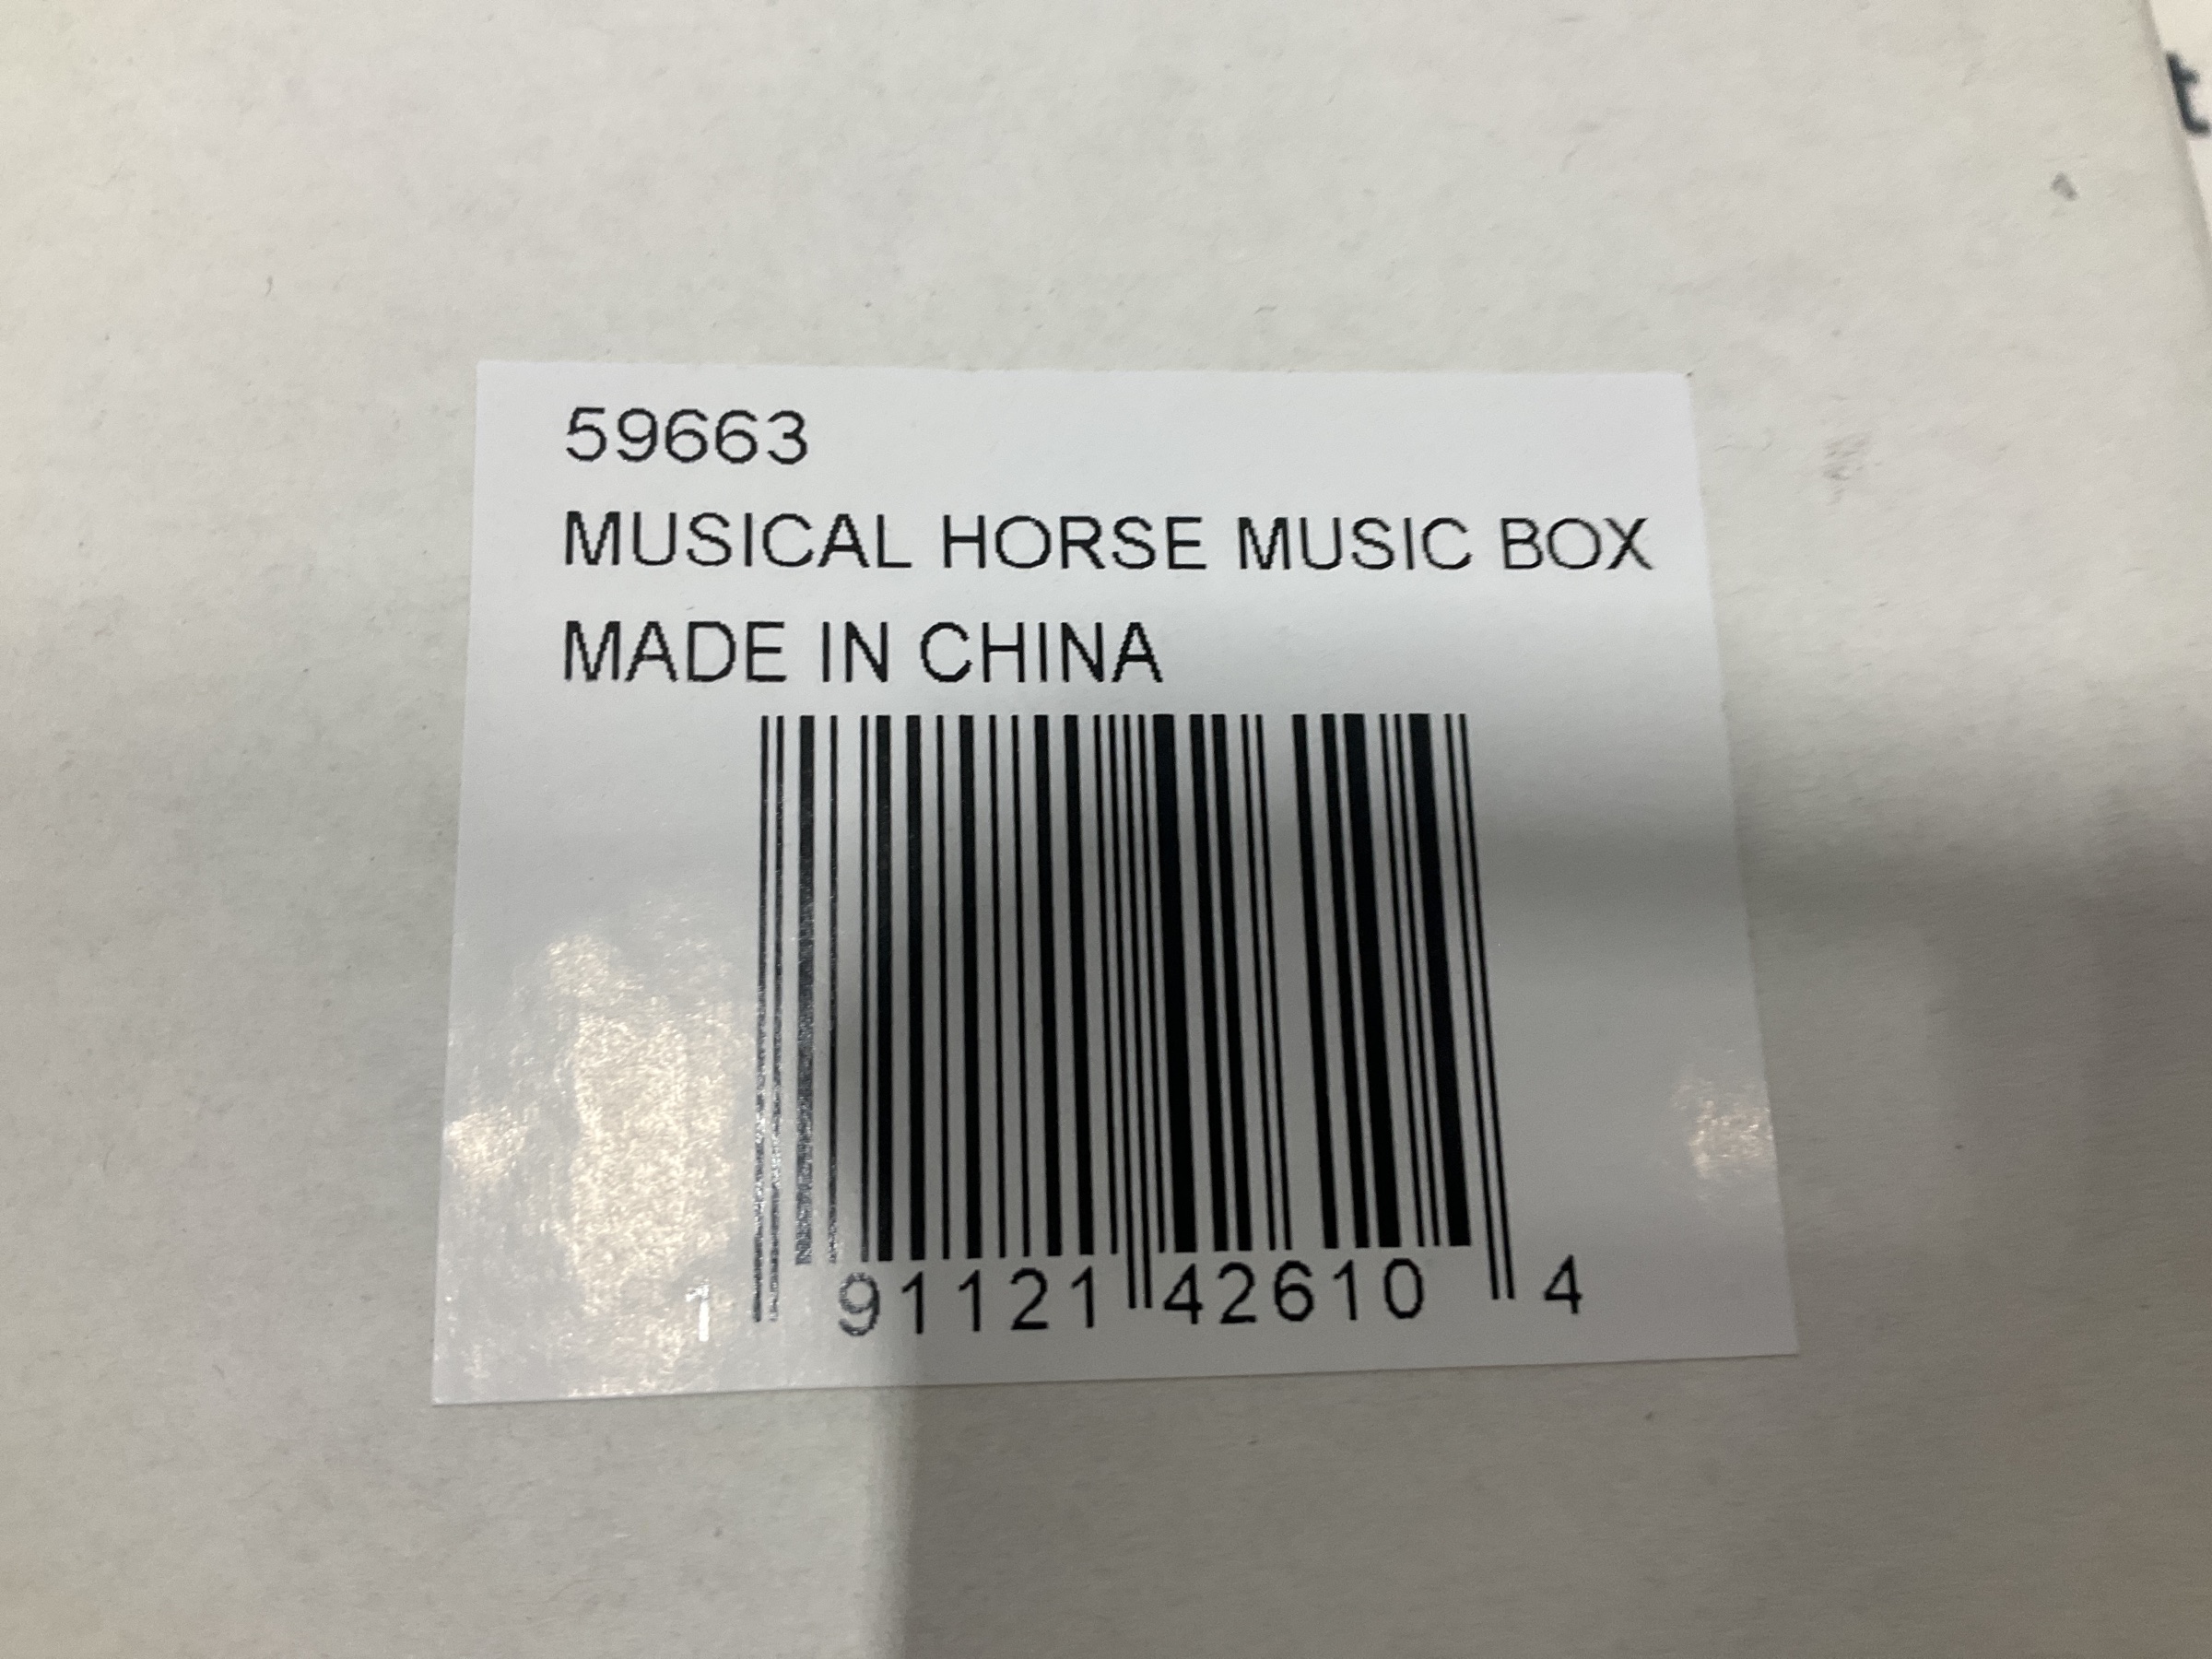 59663
MUSICAL HORSE MUSIC BOX
MADE IN CHINA
1 91121 42610 4
t